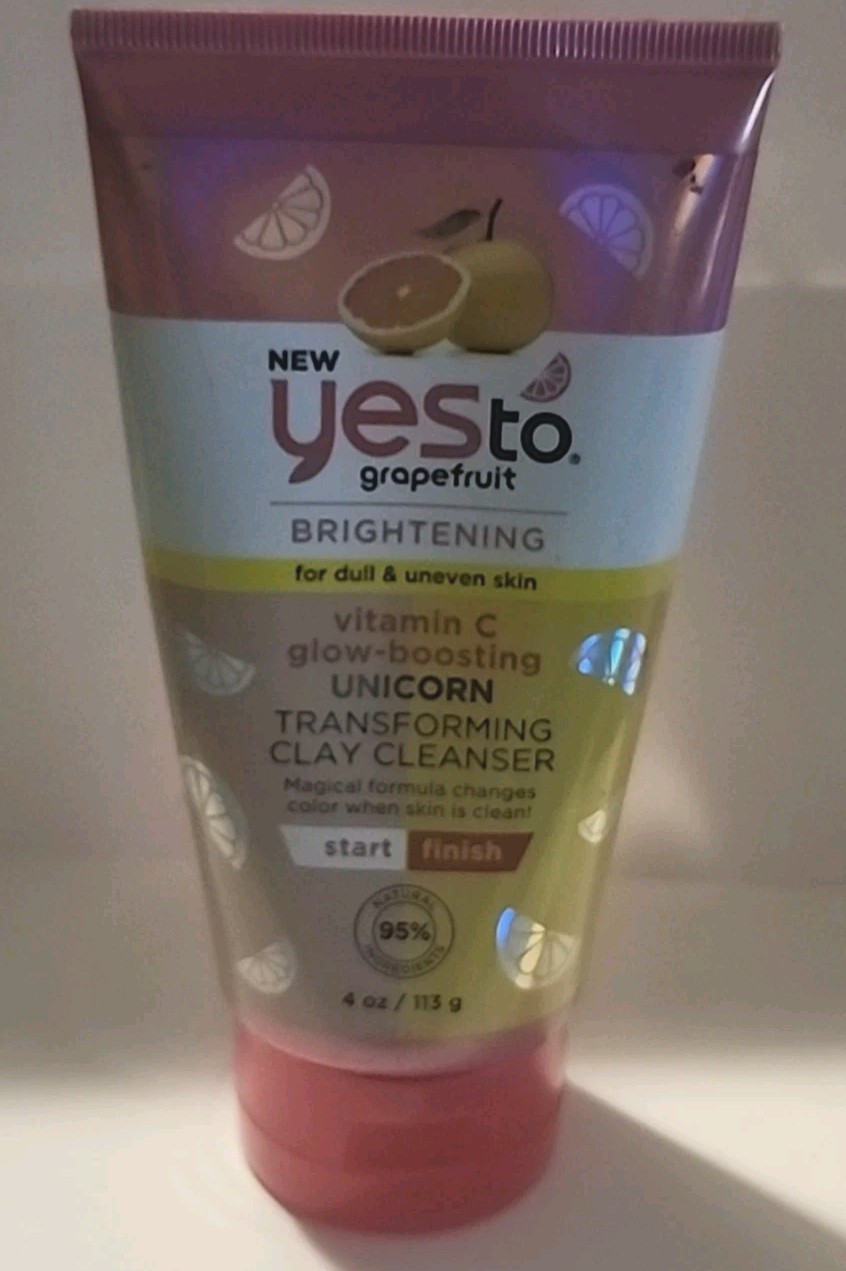 NEW
yes to®
grapefruit
BRIGHTENING
for dull & uneven skin
vitamin C
glow-boosting
UNICORN
TRANSFORMING
CLAY CLEANSER
Magical formula changes
color when skin is clean!
start finish
NATURAL
95%
INGREDIENTS
4 oz / 113 g